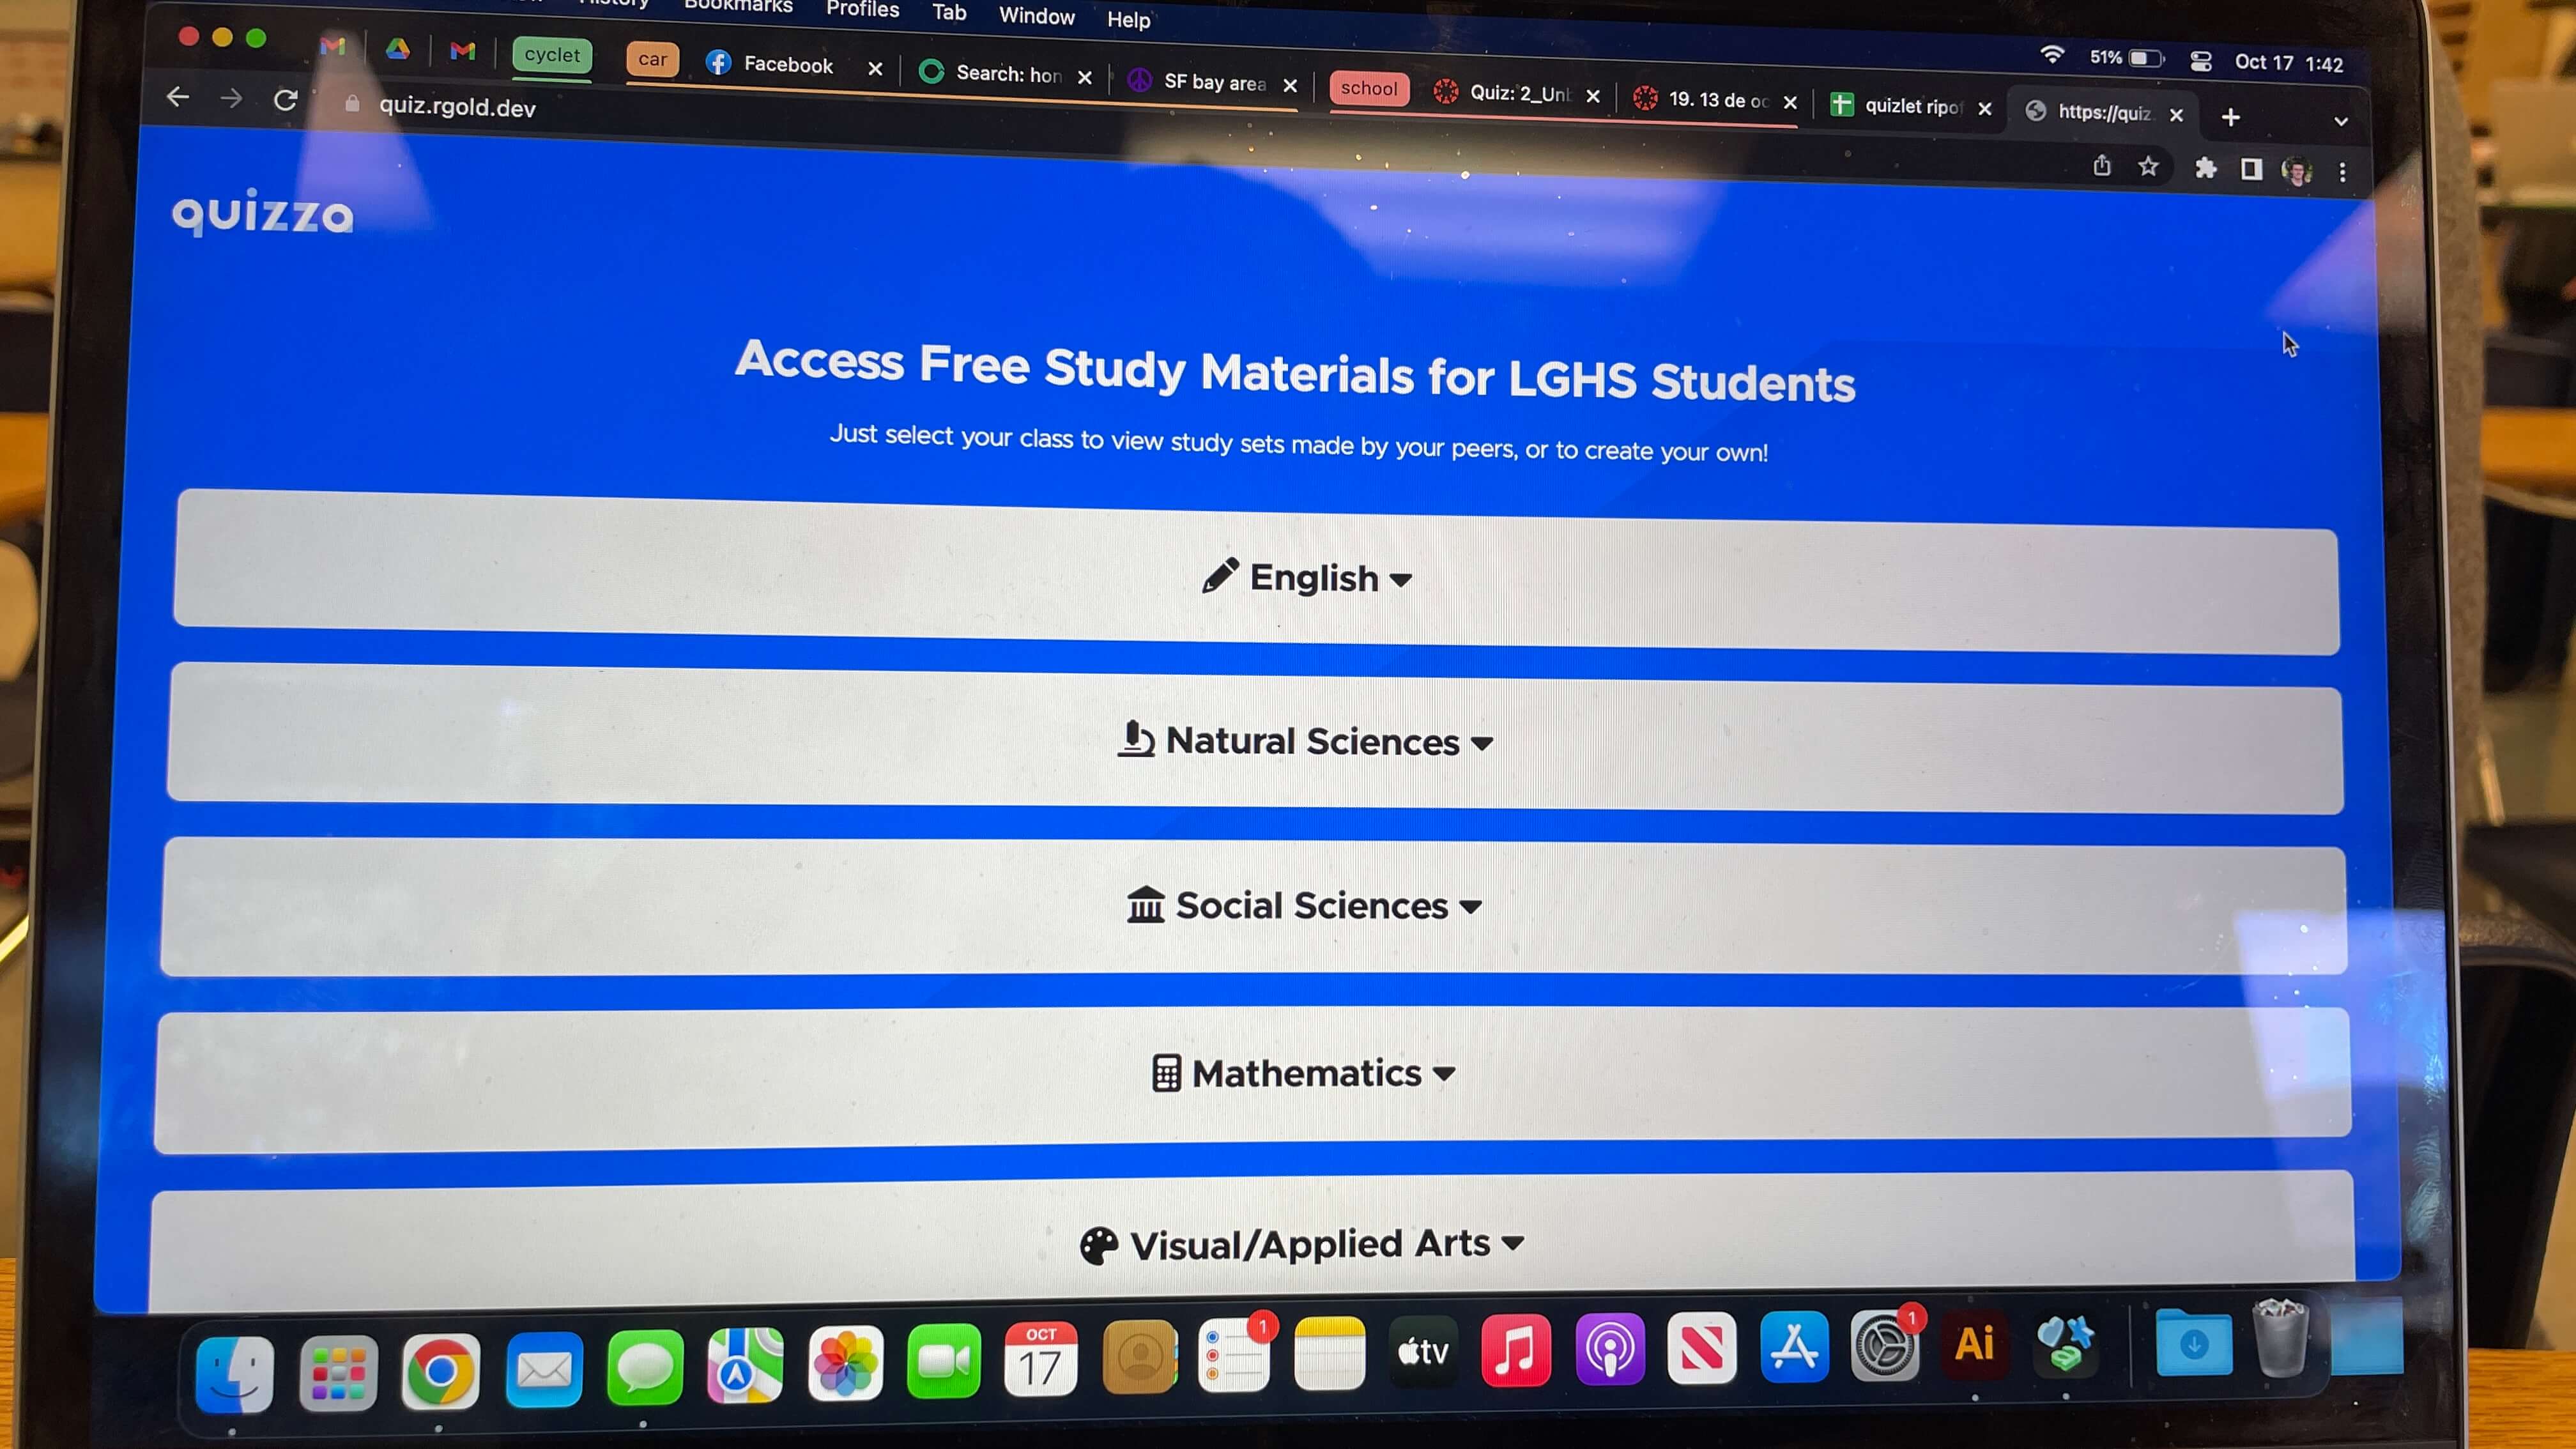 Bookmarks Profiles Tab Window Help
51% Oct 17 1:42
cyclet car Facebook Search: hon SF bay area school Quiz: 2_Unl 19. 13 de oc quizlet ripof https://quiz
quiz.rgold.dev
quizza
Access Free Study Materials for LGHS Students
Just select your class to view study sets made by your peers, or to create your own!
English
Natural Sciences
Social Sciences
Mathematics
Visual/Applied Arts
OCT
17
1
tv
1
Ai